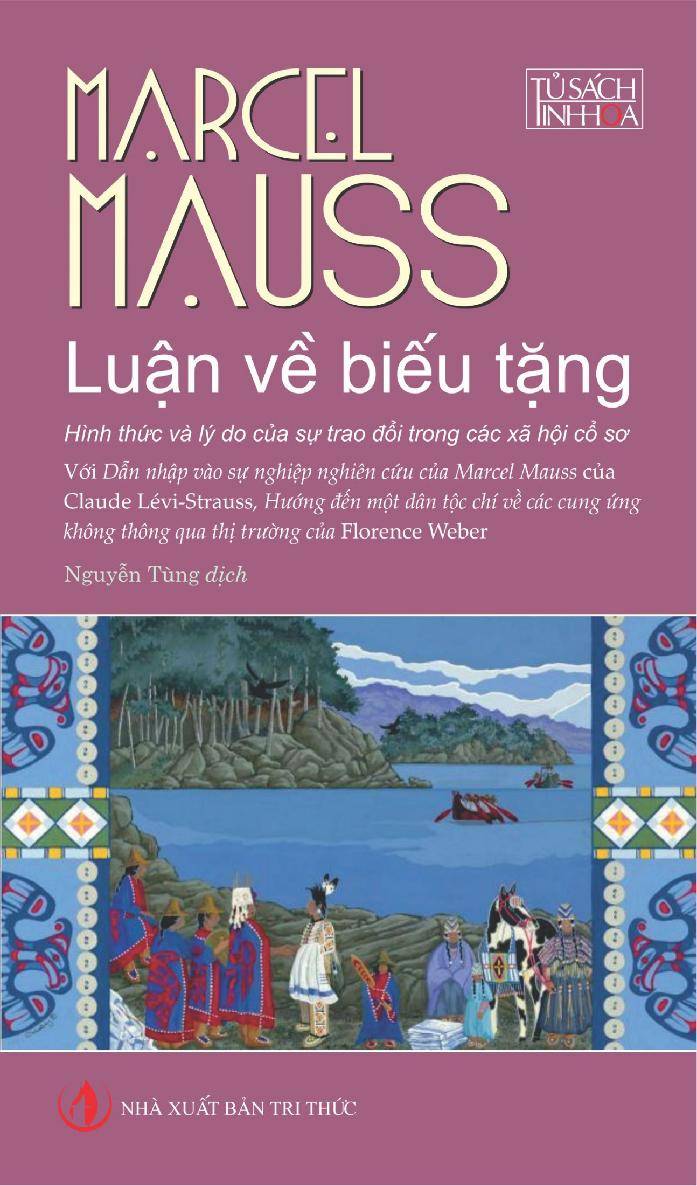 MARCEL
MAUSS
TỦ SÁCH
TINH HOA
Luận về biếu tặng
Hình thức và lý do của sự trao đổi trong các xã hội cổ sơ
Với Dẫn nhập vào sự nghiệp nghiên cứu của Marcel Mauss của
Claude Lévi-Strauss, Hướng đến một dân tộc chí về các cung ứng
không thông qua thị trường của Florence Weber
Nguyễn Tùng dịch
NHÀ XUẤT BẢN TRI THỨC